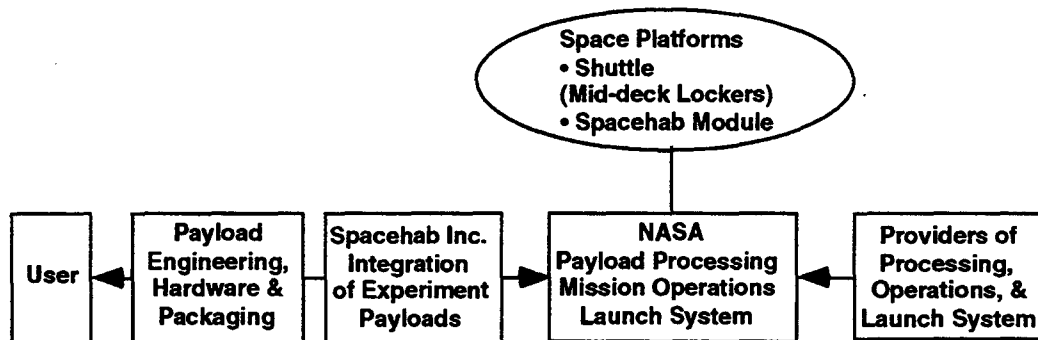 Space Platforms
• Shuttle
(Mid-deck Lockers)
• Spacehab Module
User
Payload
Engineering,
Hardware &
Packaging
Spacehab Inc.
Integration
of Experiment
Payloads
NASA
Payload Processing
Mission Operations
Launch System
Providers of
Processing,
Operations, &
Launch System